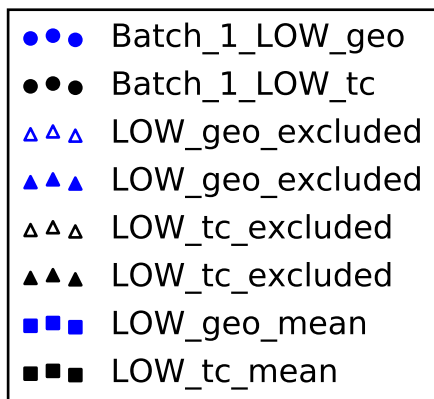 Batch_1_LOW_geo
Batch_1_LOW_tc
LOW_geo_excluded
LOW_geo_excluded
LOW_tc_excluded
LOW_tc_excluded
LOW_geo_mean
LOW_tc_mean